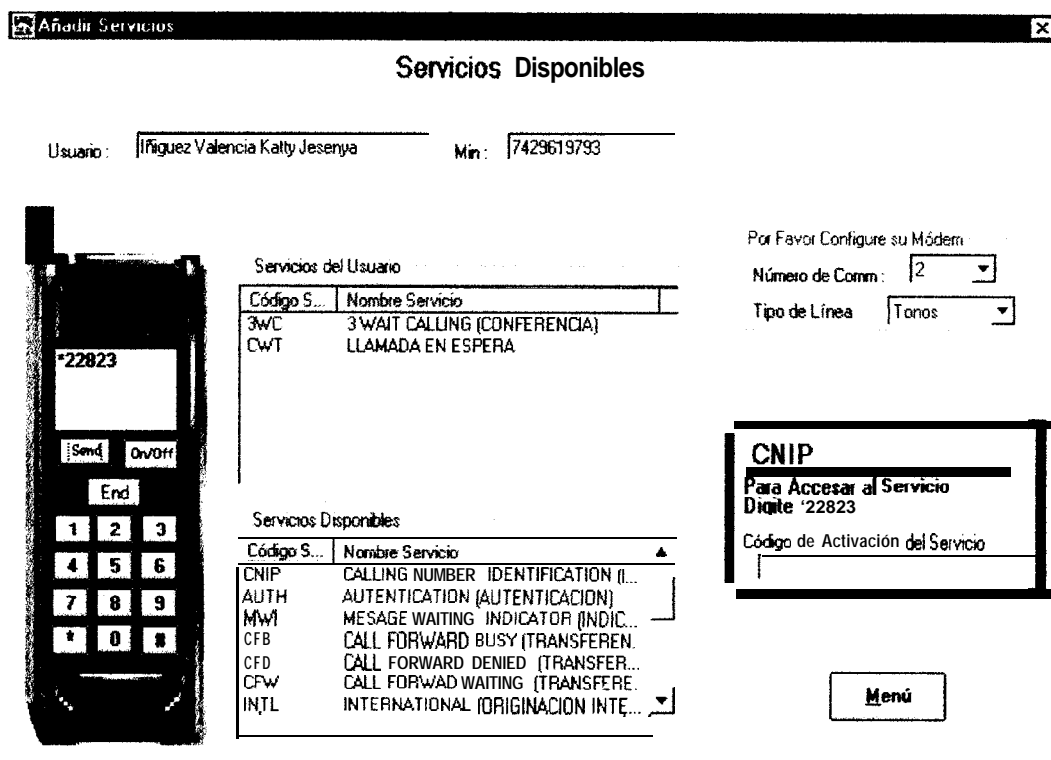 Añadir Servicios
Servicios Disponibles
Usuario : Iñiguez Valencia Katty Jesenya Min : 7429619793
Por Favor Configure su Módem
Número de Comm : 2
Tipo de Línea Tonos
Servicios del Usuario
Código S... Nombre Servicio
3WC 3 WAIT CALLING (CONFERENCIA)
CWT LLAMADA EN ESPERA
*22823
Send On/Off
End
1 2 3
4 5 6
7 8 9
* 0 #
CNIP
Para Accesar al Servicio
Digite '22823
Código de Activación del Servicio
Servicios Disponibles
Código S... Nombre Servicio
CNIP CALLING NUMBER IDENTIFICATION (I...
AUTH AUTENTICATION (AUTENTICACION)
MWI MESAGE WAITING INDICATOR (INDIC...
CFB CALL FORWARD BUSY (TRANSFEREN.
CFD CALL FORWARD DENIED (TRANSFER...
CFW CALL FORWAD WAITING (TRANSFERE.
INTL INTERNATIONAL (ORIGINACION INTE...
Menú